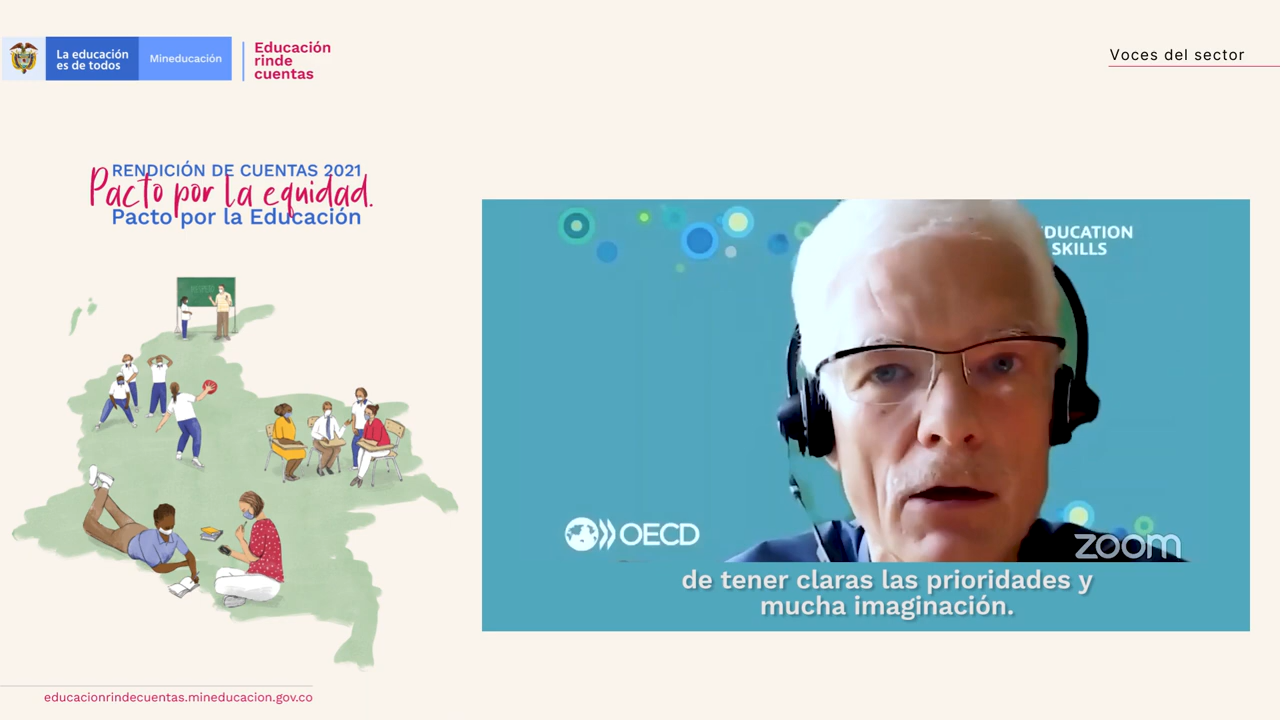 La educación
es de todos
Mineducación
Educación
rinde
cuentas
Voces del sector
RENDICIÓN DE CUENTAS 2021
Pacto por la equidad.
Pacto por la Educación
EDUCATION
SKILLS
OECD
zoom
de tener claras las prioridades y
mucha imaginación.
educacionrindecuentas.mineducacion.gov.co